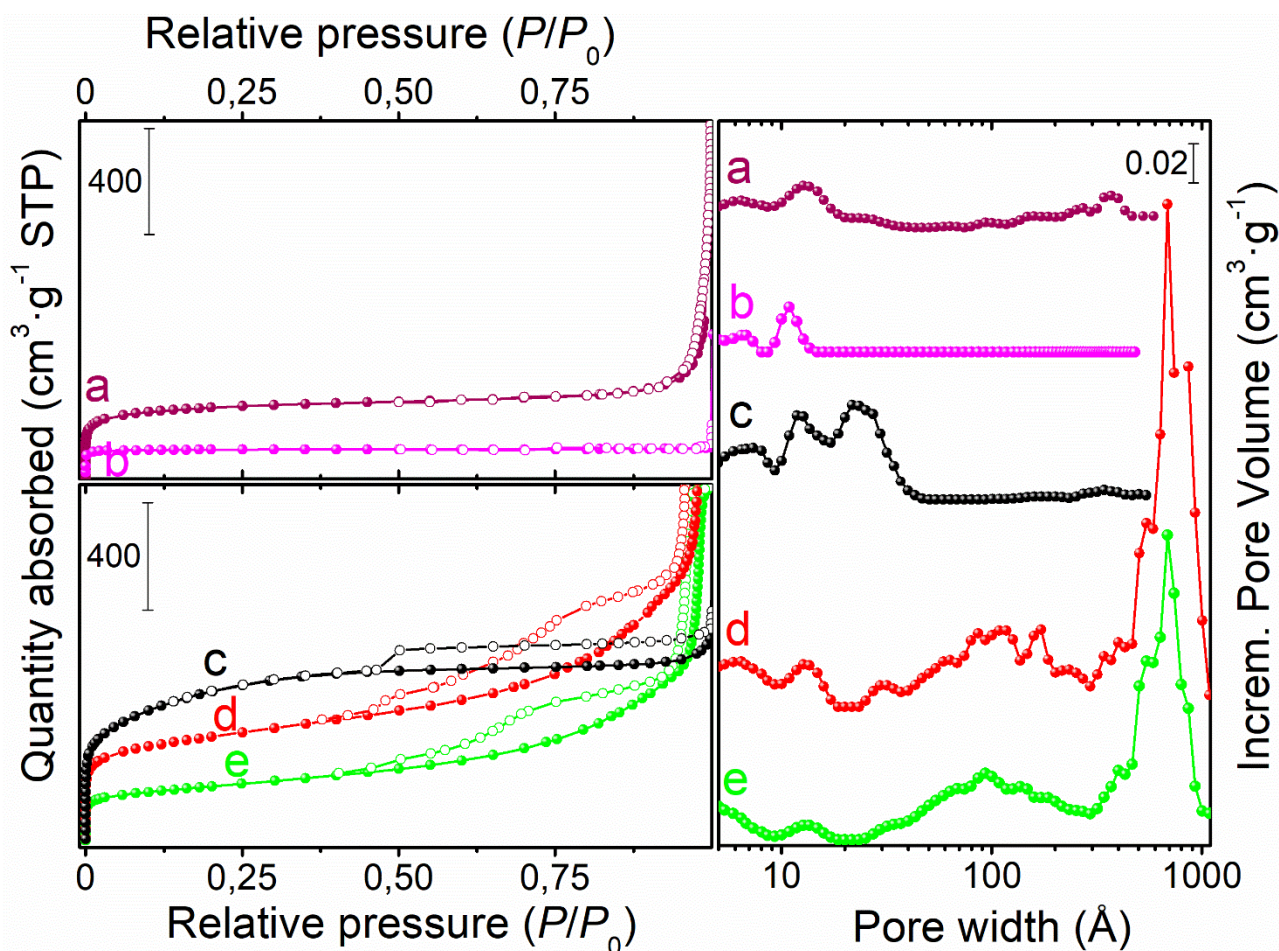 Relative pressure (P/P₀)
0 0,25 0,50 0,75
Quantity absorbed (cm³·g⁻¹ STP)
400
a
b
400
c
d
e
0 0,25 0,50 0,75
Relative pressure (P/P₀)
0.02
a
b
c
d
e
10 100 1000
Pore width (Å)
Increm. Pore Volume (cm³·g⁻¹)